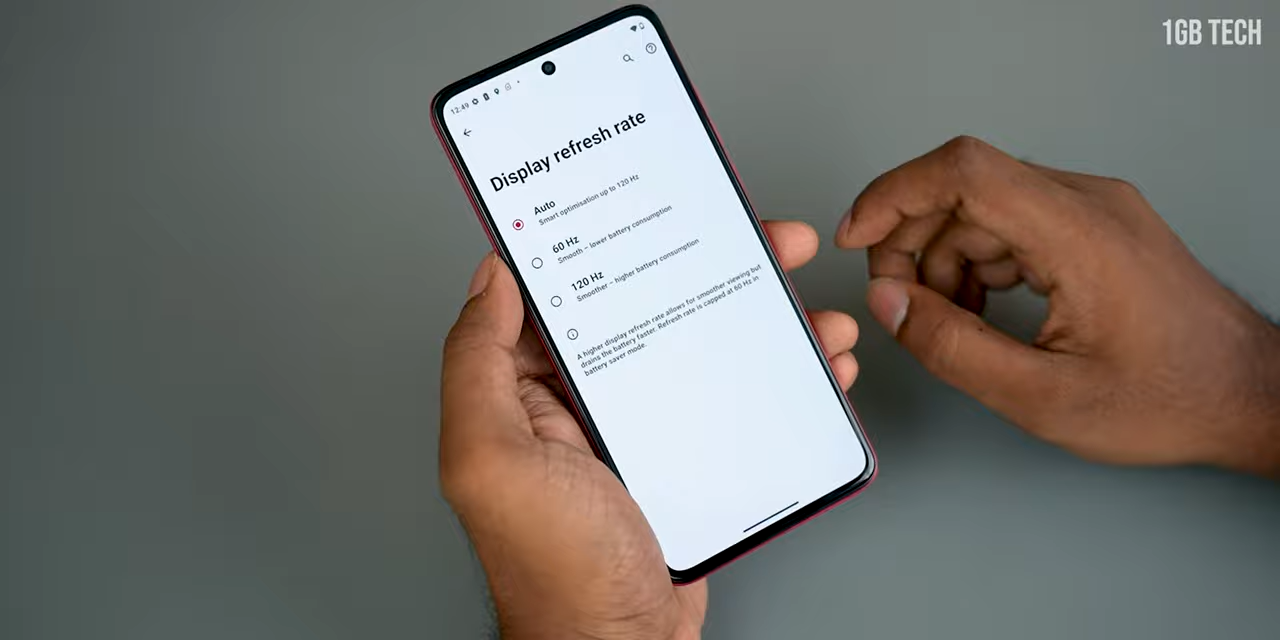 1GB TECH
12:49
Display refresh rate
Auto
Smart optimisation up to 120 Hz
60 Hz
Smooth – lower battery consumption
120 Hz
Smoother – higher battery consumption
A higher display refresh rate allows for smoother viewing but
drains the battery faster. Refresh rate is capped at 60 Hz in
battery saver mode.